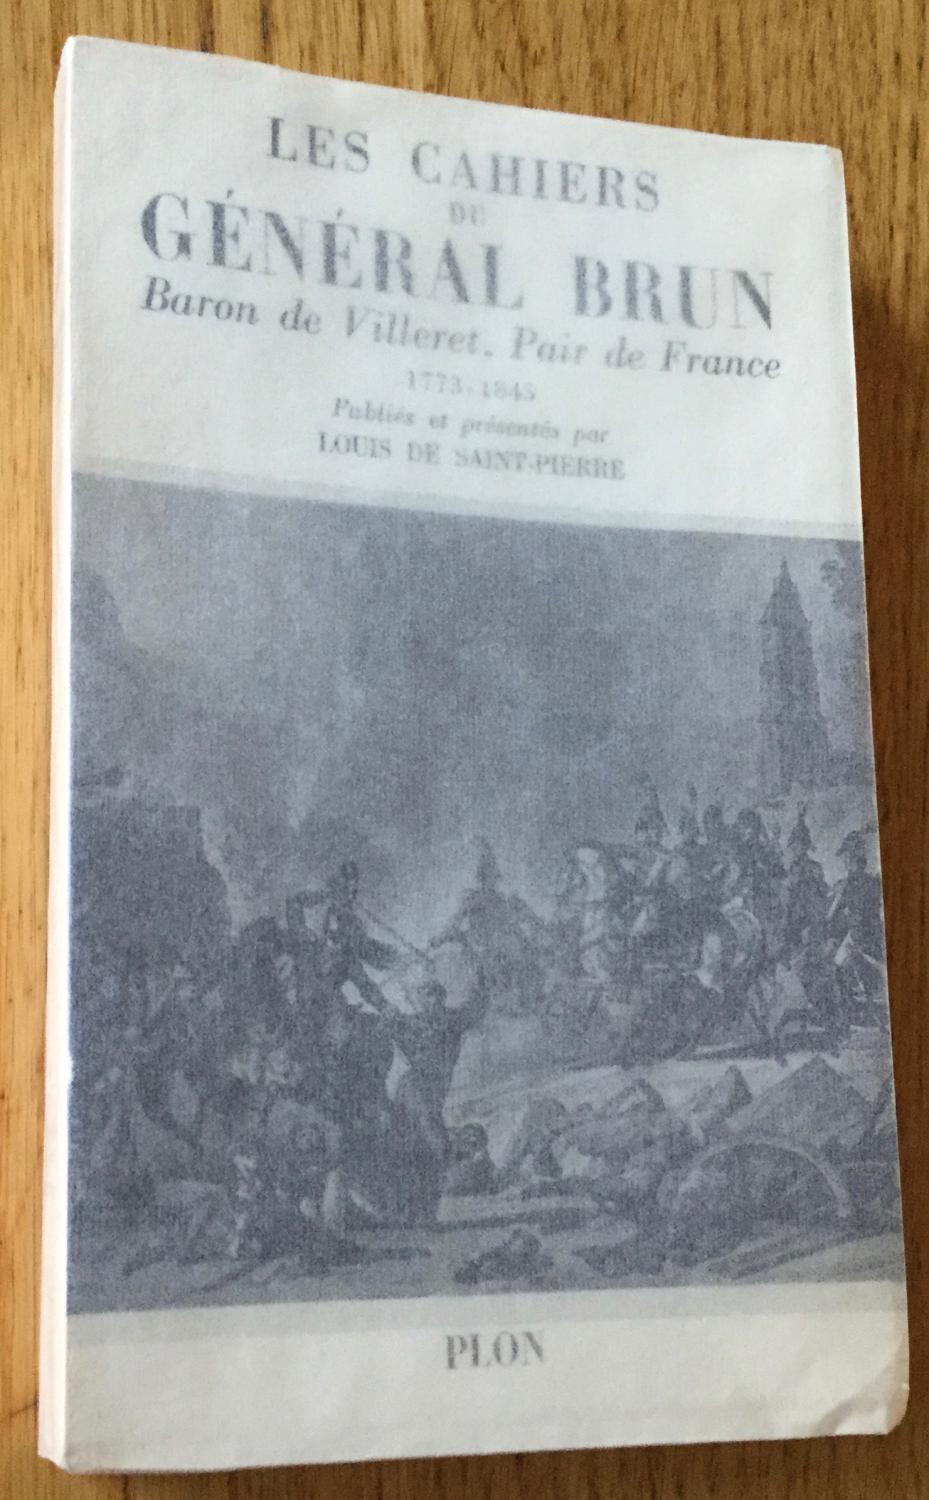 LES CAHIERS
DU
GÉNÉRAL BRUN
Baron de Villeret. Pair de France
1773-1845
Publiés et présentés par
LOUIS DE SAINT-PIERRE
PLON